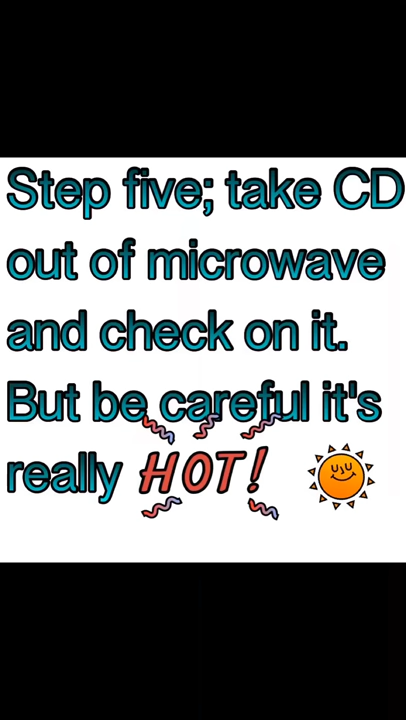 Step five; take CD
out of microwave
and check on it.
But be careful it's
really HOT!